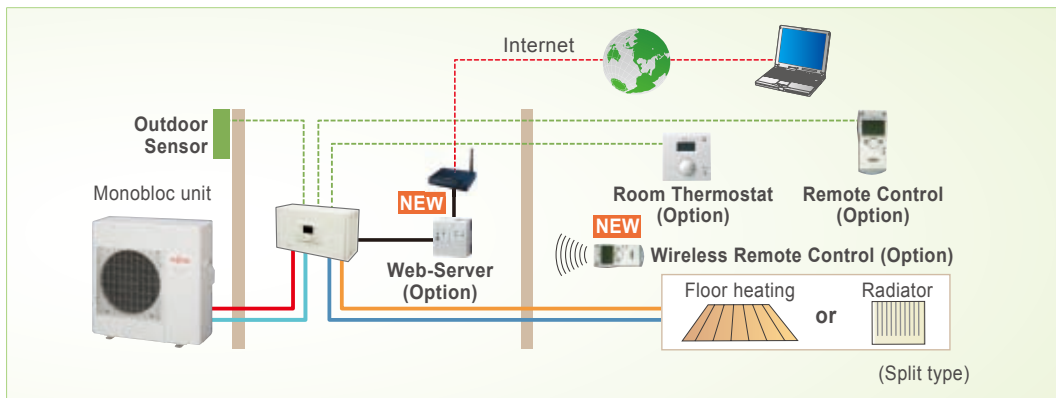 Internet
Outdoor
Sensor
Monobloc unit
NEW
Web-Server
(Option)
Room Thermostat
(Option)
Remote Control
(Option)
NEW
Wireless Remote Control (Option)
Floor heating
or
Radiator
(Split type)